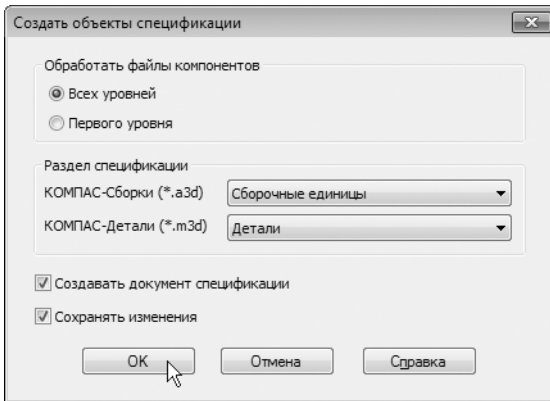 Создать объекты спецификации
Обработать файлы компонентов
Всех уровней
Первого уровня
Раздел спецификации
КОМПАС-Сборки (*.a3d) Сборочные единицы
КОМПАС-Детали (*.m3d) Детали
Создавать документ спецификации
Сохранять изменения
ОК Отмена Справка